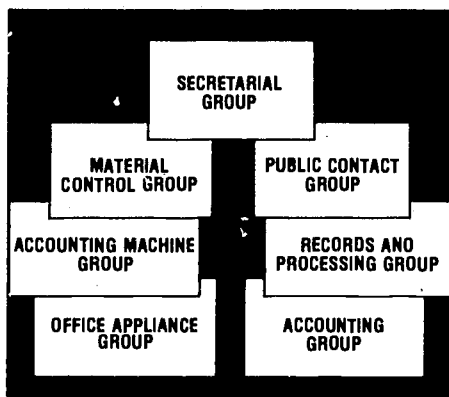 SECRETARIAL
GROUP
MATERIAL
CONTROL GROUP
PUBLIC CONTACT
GROUP
ACCOUNTING MACHINE
GROUP
RECORDS AND
PROCESSING GROUP
OFFICE APPLIANCE
GROUP
ACCOUNTING
GROUP